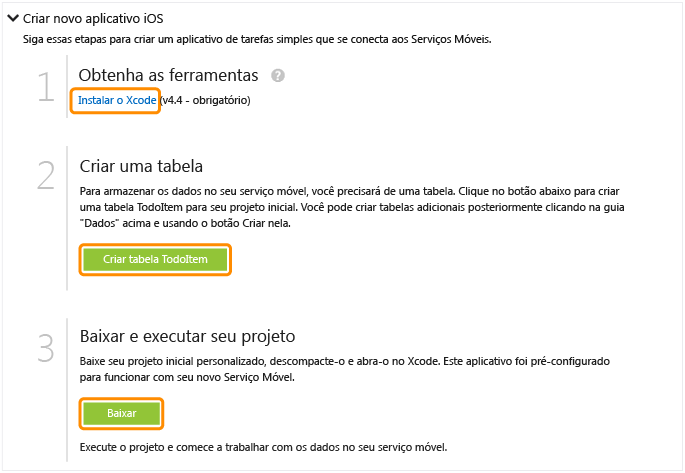 Criar novo aplicativo iOS
Siga essas etapas para criar um aplicativo de tarefas simples que se conecta aos Serviços Móveis.
1
Obtenha as ferramentas ?
Instalar o Xcode (v4.4 - obrigatório)
2
Criar uma tabela
Para armazenar os dados no seu serviço móvel, você precisará de uma tabela. Clique no botão abaixo para criar
uma tabela TodoItem para seu projeto inicial. Você pode criar tabelas adicionais posteriormente clicando na guia
"Dados" acima e usando o botão Criar nela.
Criar tabela TodoItem
3
Baixar e executar seu projeto
Baixe seu projeto inicial personalizado, descompacte-o e abra-o no Xcode. Este aplicativo foi pré-configurado
para funcionar com seu novo Serviço Móvel.
Baixar
Execute o projeto e comece a trabalhar com os dados no seu serviço móvel.